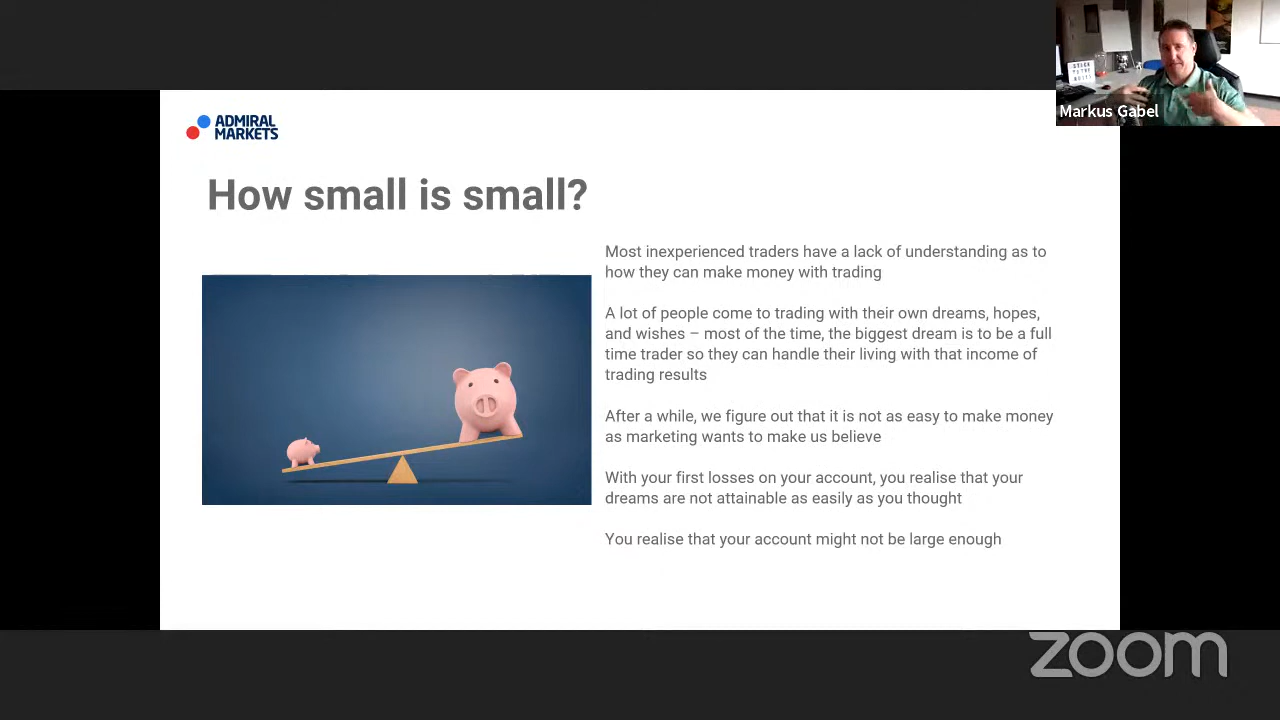 ADMIRAL
MARKETS
Markus Gabel
How small is small?
Most inexperienced traders have a lack of understanding as to
how they can make money with trading
A lot of people come to trading with their own dreams, hopes,
and wishes – most of the time, the biggest dream is to be a full
time trader so they can handle their living with that income of
trading results
After a while, we figure out that it is not as easy to make money
as marketing wants to make us believe
With your first losses on your account, you realise that your
dreams are not attainable as easily as you thought
You realise that your account might not be large enough
zoom